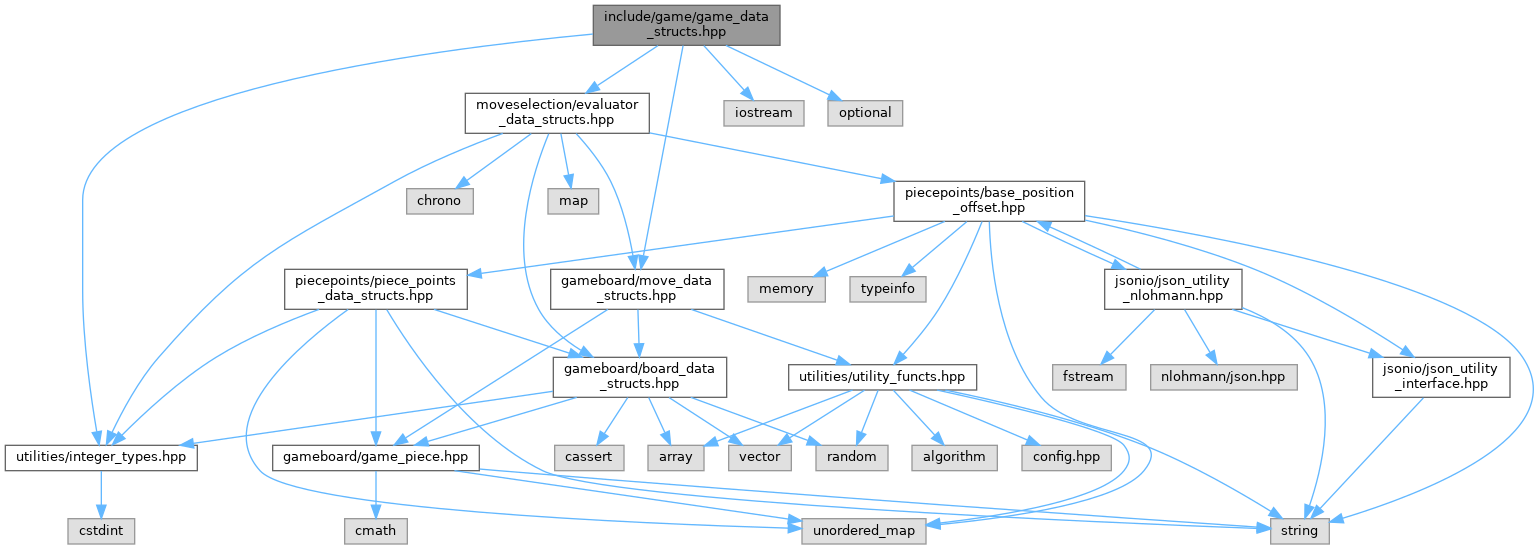 include/game/game_data
_structs.hpp
moveselection/evaluator
_data_structs.hpp
iostream
optional
chrono
map
piecepoints/base_position
_offset.hpp
piecepoints/piece_points
_data_structs.hpp
gameboard/move_data
_structs.hpp
memory
typeinfo
jsonio/json_utility
_nlohmann.hpp
gameboard/board_data
_structs.hpp
utilities/utility_functs.hpp
fstream
nlohmann/json.hpp
jsonio/json_utility
_interface.hpp
utilities/integer_types.hpp
gameboard/game_piece.hpp
cassert
array
vector
random
algorithm
config.hpp
cstdint
cmath
unordered_map
string